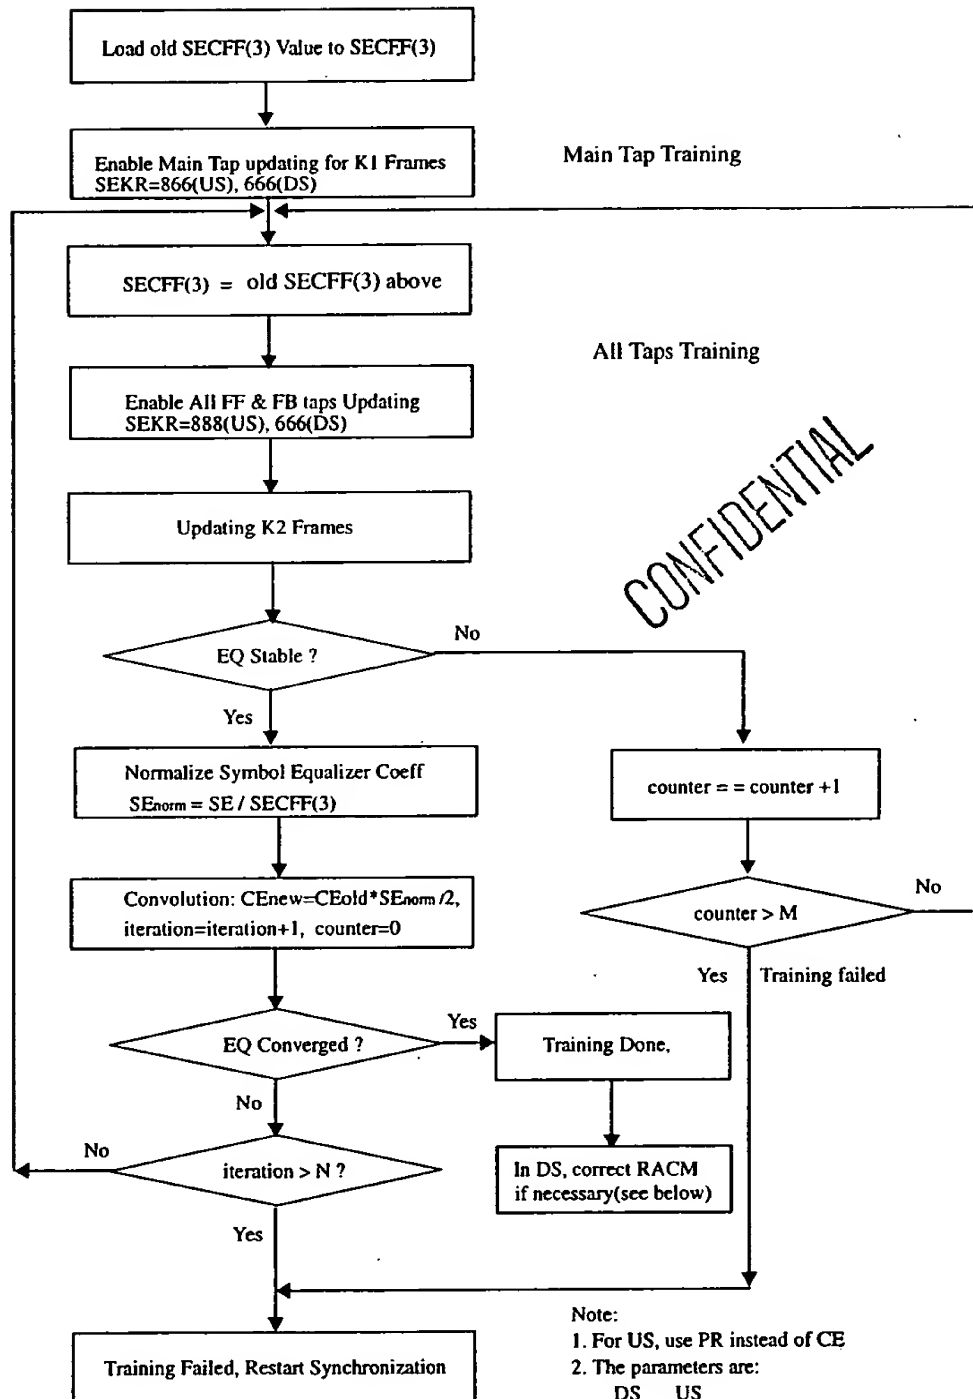 Load old SECFF(3) Value to SECFF(3)
Enable Main Tap updating for K1 Frames
SEKR=866(US), 666(DS)
Main Tap Training
SECFF(3) = old SECFF(3) above
All Taps Training
Enable All FF & FB taps Updating
SEKR=888(US), 666(DS)
Updating K2 Frames
CONFIDENTIAL
EQ Stable ?
No
Yes
Normalize Symbol Equalizer Coeff
SEnorm = SE / SECFF(3)
counter = = counter +1
Convolution: CEnew=CEold*SEnorm /2,
iteration=iteration+1, counter=0
counter > M
No
Yes
Training failed
EQ Converged ?
Yes
Training Done,
No
iteration > N ?
No
In DS, correct RACM
if necessary(see below)
Yes
Training Failed, Restart Synchronization
Note:
1. For US, use PR instead of CE
2. The parameters are:
DS US